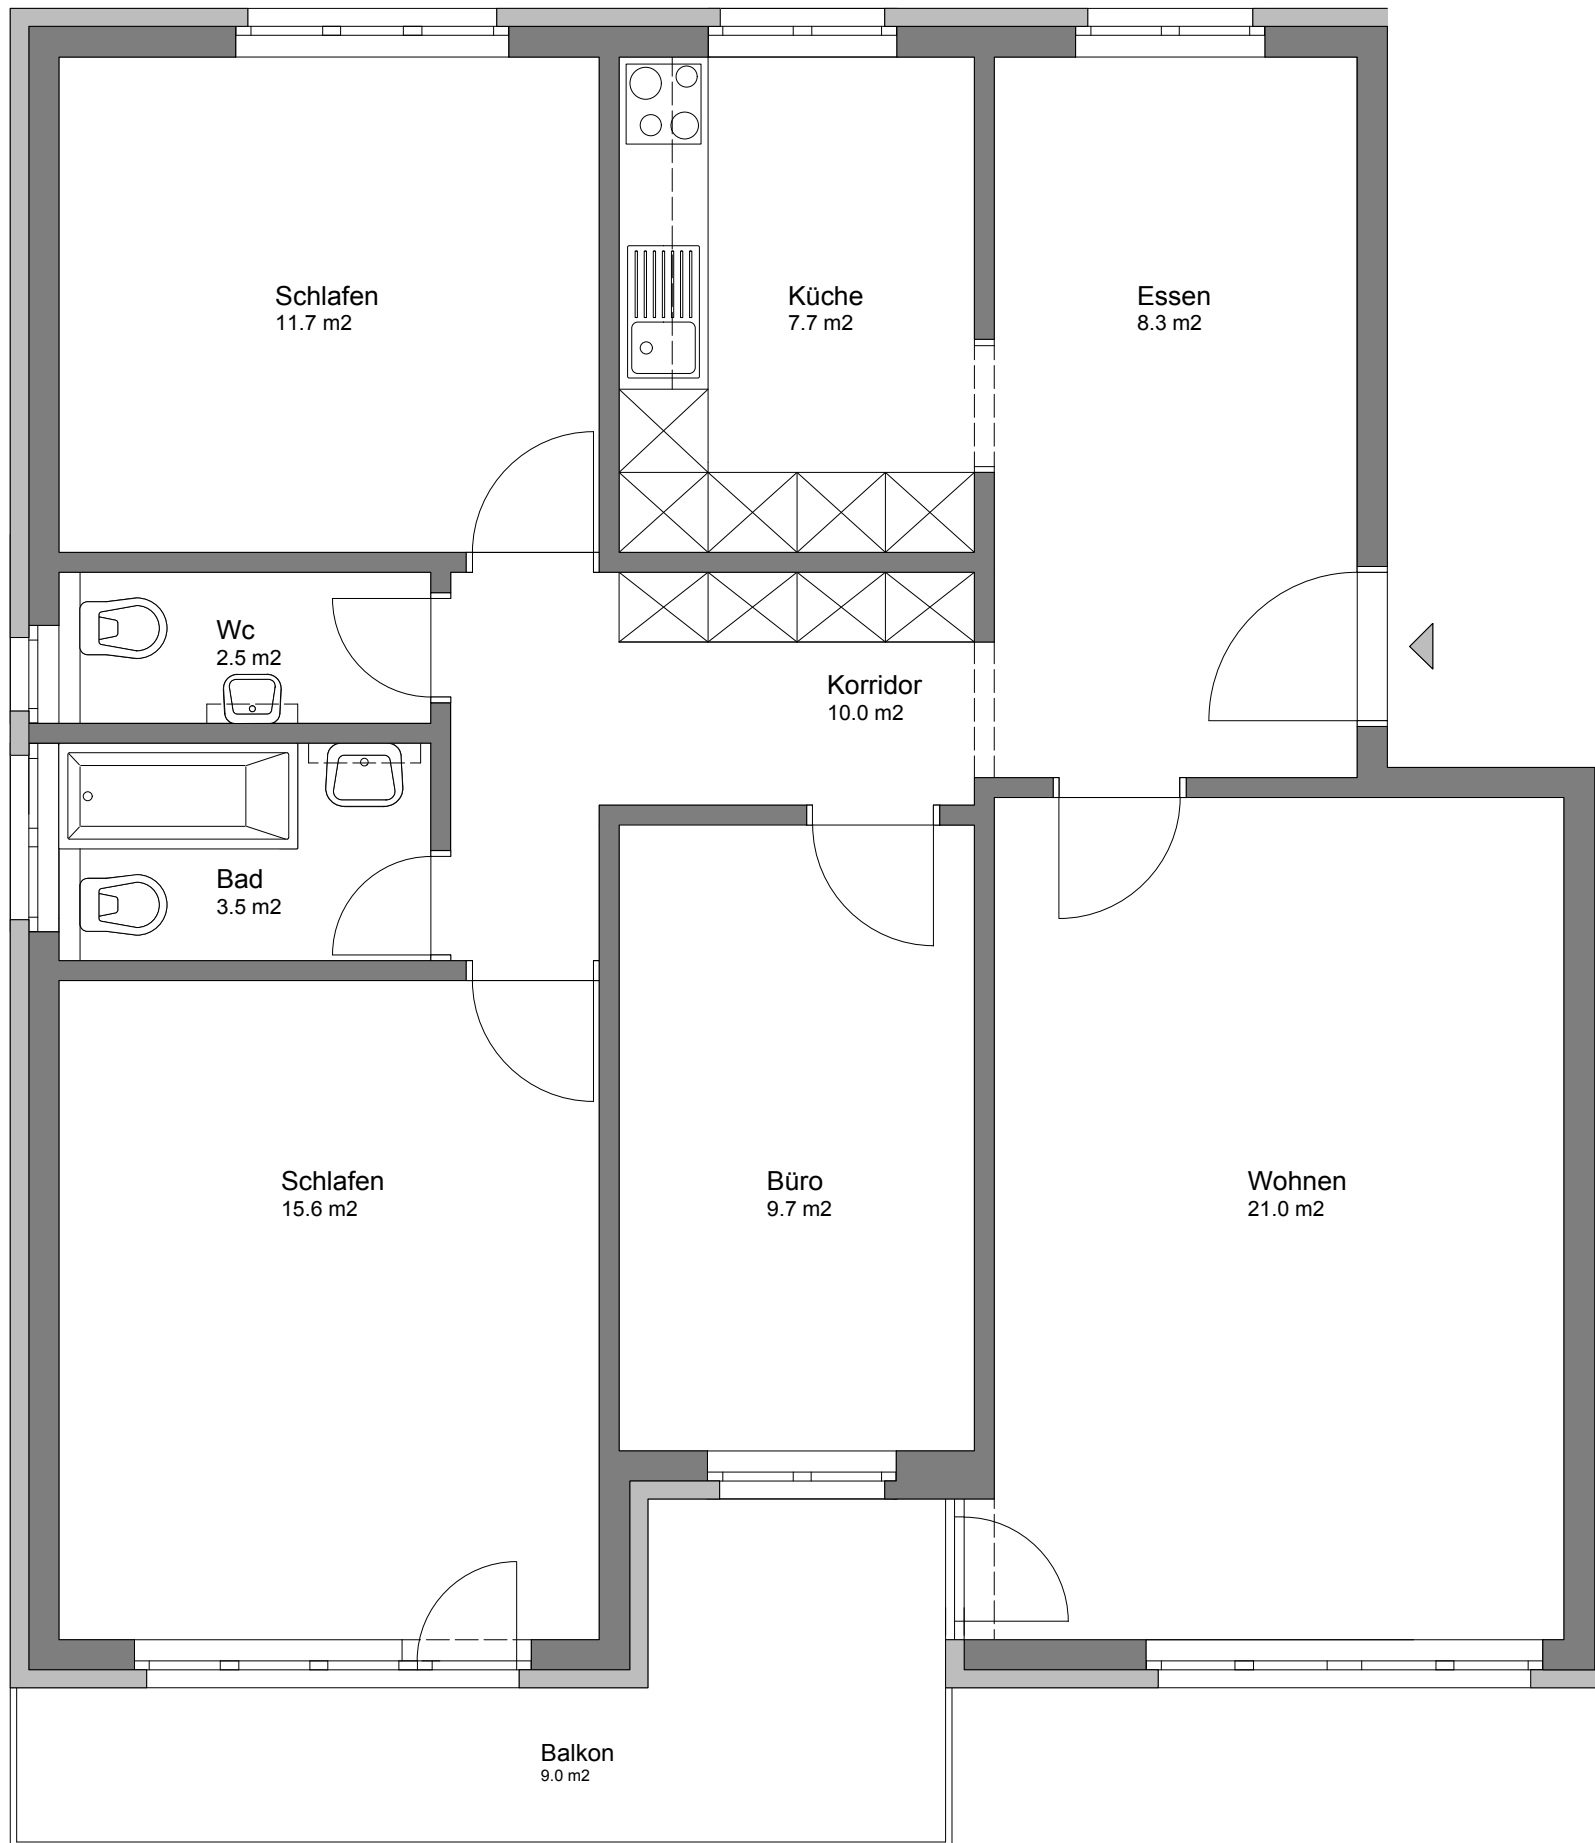 Schlafen
11.7 m2
Küche
7.7 m2
Essen
8.3 m2
Wc
2.5 m2
Korridor
10.0 m2
Bad
3.5 m2
Schlafen
15.6 m2
Büro
9.7 m2
Wohnen
21.0 m2
Balkon
9.0 m2